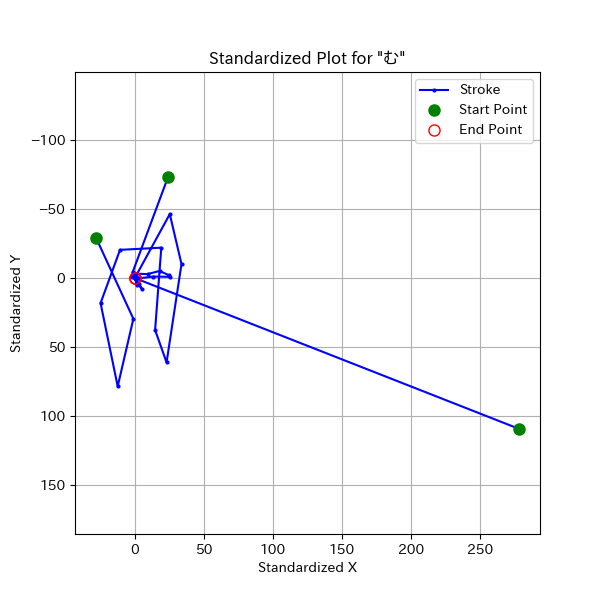 Standardized Plot for "む"
Stroke
Start Point
End Point
Standardized Y
−100
−50
0
50
100
150
0 50 100 150 200 250
Standardized X